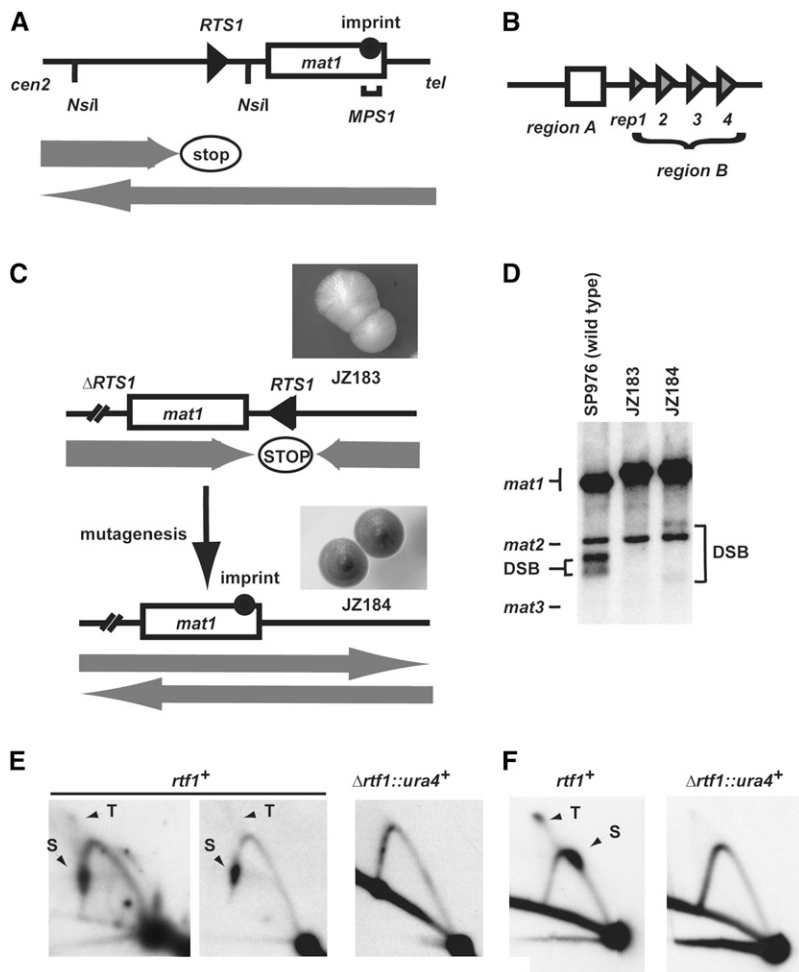 A
RTS1
imprint
mat1
cen2
tel
NsiI
NsiI
MPS1
stop
B
region A
rep1 2 3 4
region B
C
JZ183
ΔRTS1
RTS1
mat1
STOP
mutagenesis
imprint
JZ184
mat1
D
SP976 (wild type)
JZ183
JZ184
mat1
mat2
DSB
DSB
mat3
E
rtf1+
Δrtf1::ura4+
T
T
S
S
F
rtf1+
Δrtf1::ura4+
T
S